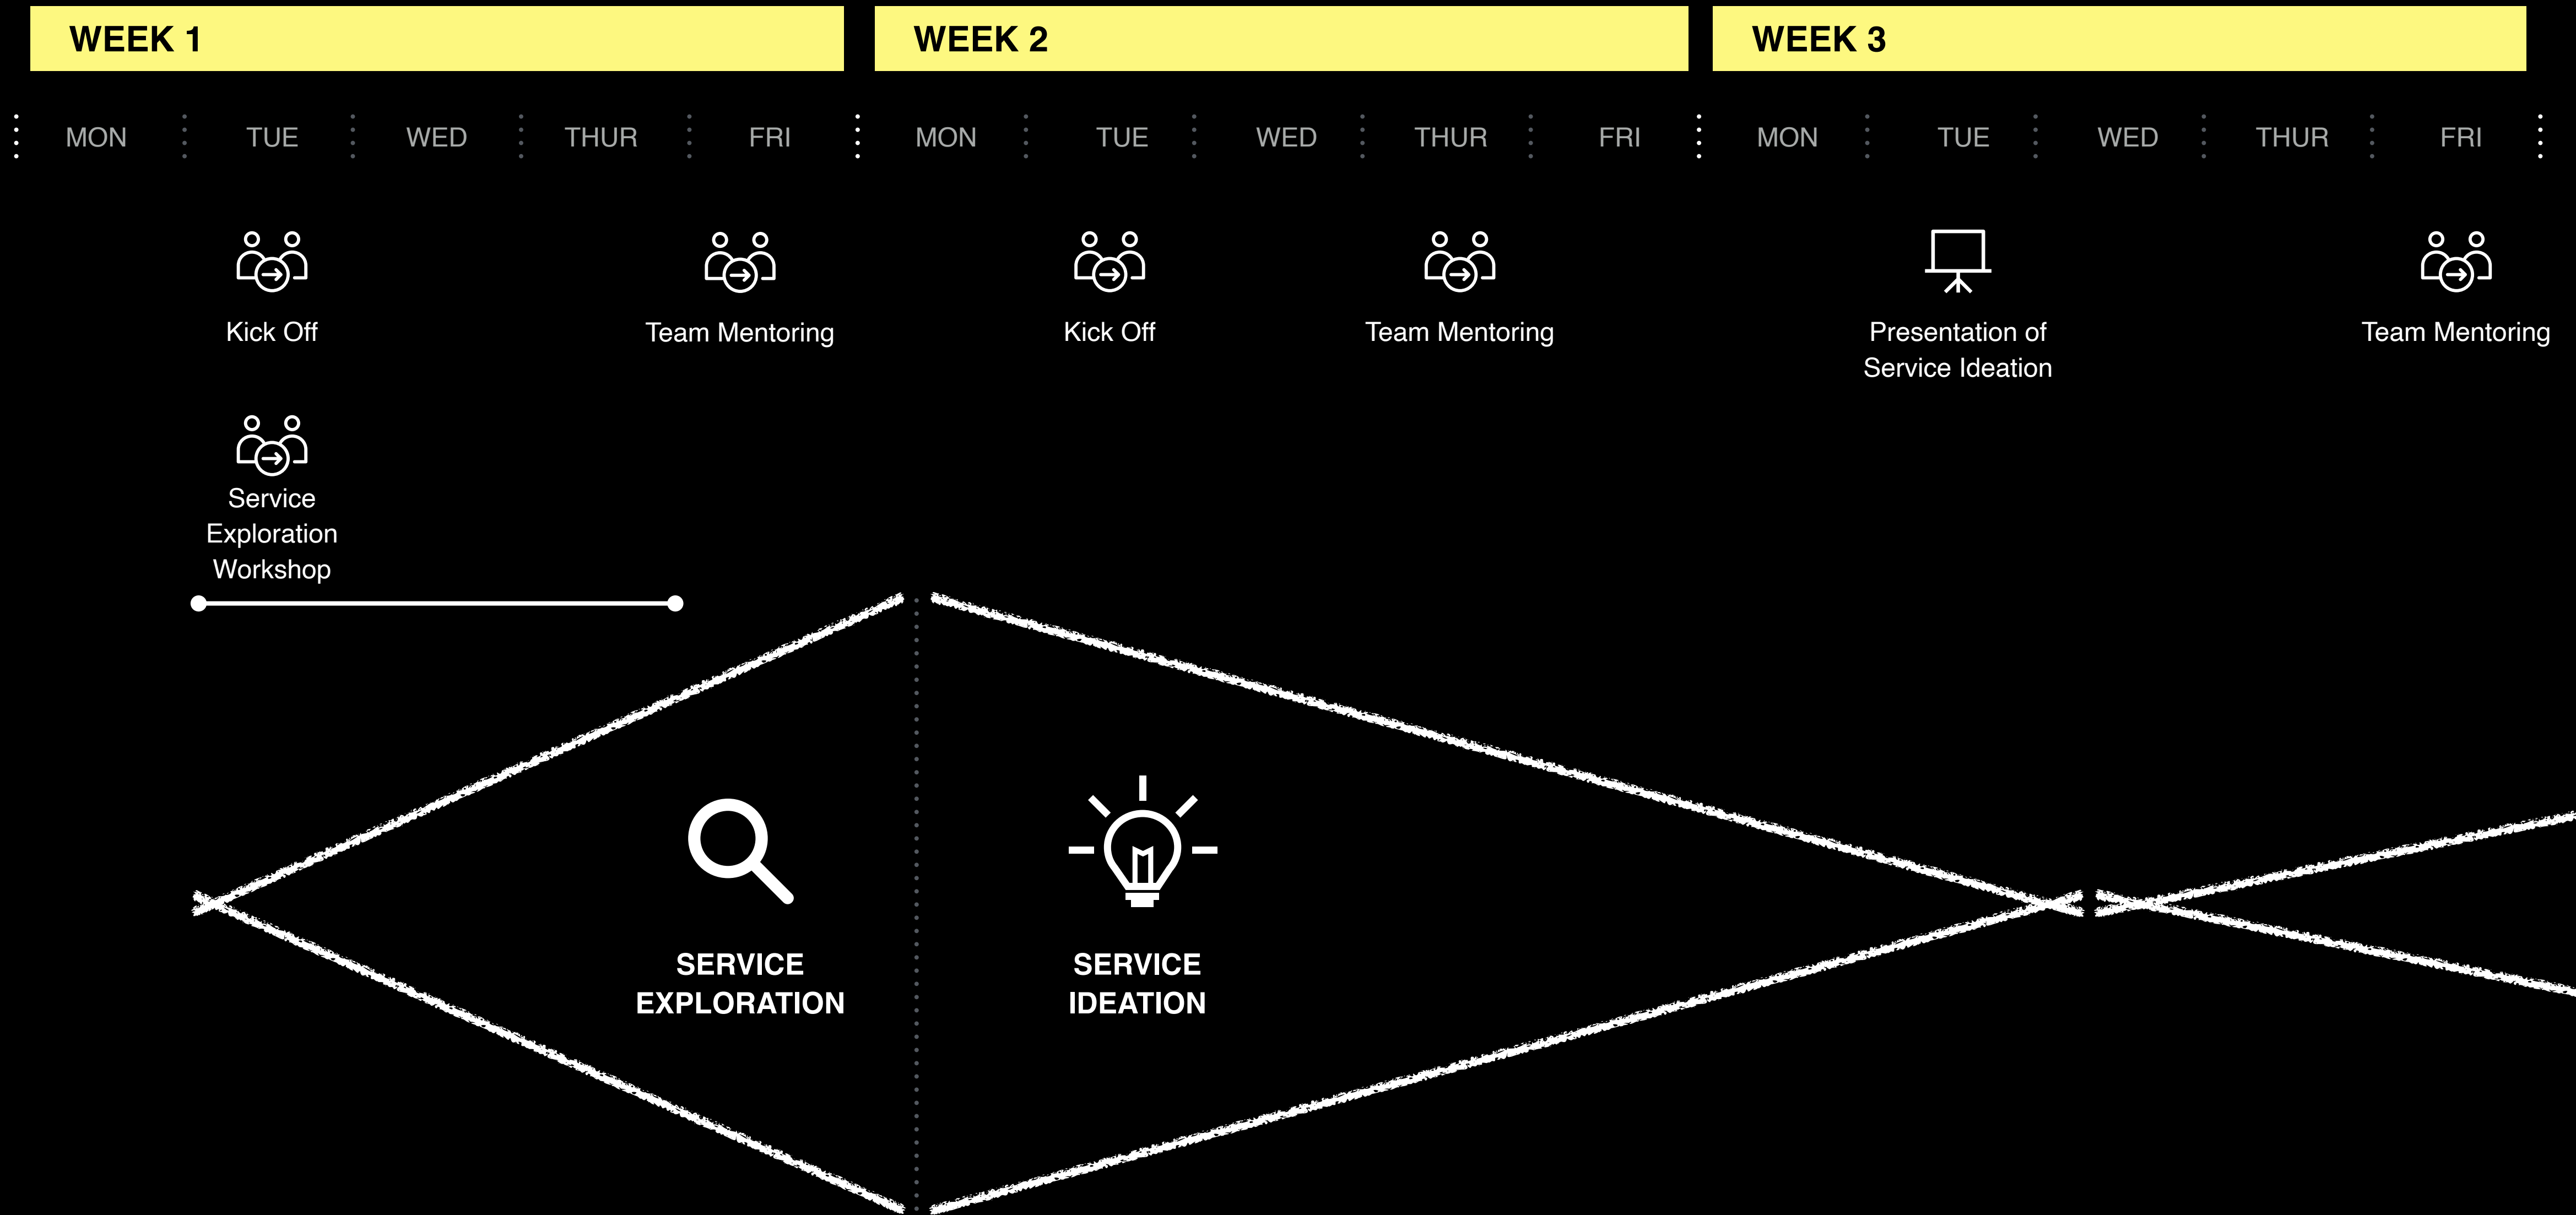 WEEK 1
WEEK 2
WEEK 3
MON TUE WED THUR FRI MON TUE WED THUR FRI MON TUE WED THUR FRI
Kick Off
Team Mentoring
Kick Off
Team Mentoring
Presentation of
Service Ideation
Team Mentoring
Service
Exploration
Workshop
SERVICE
EXPLORATION
SERVICE
IDEATION